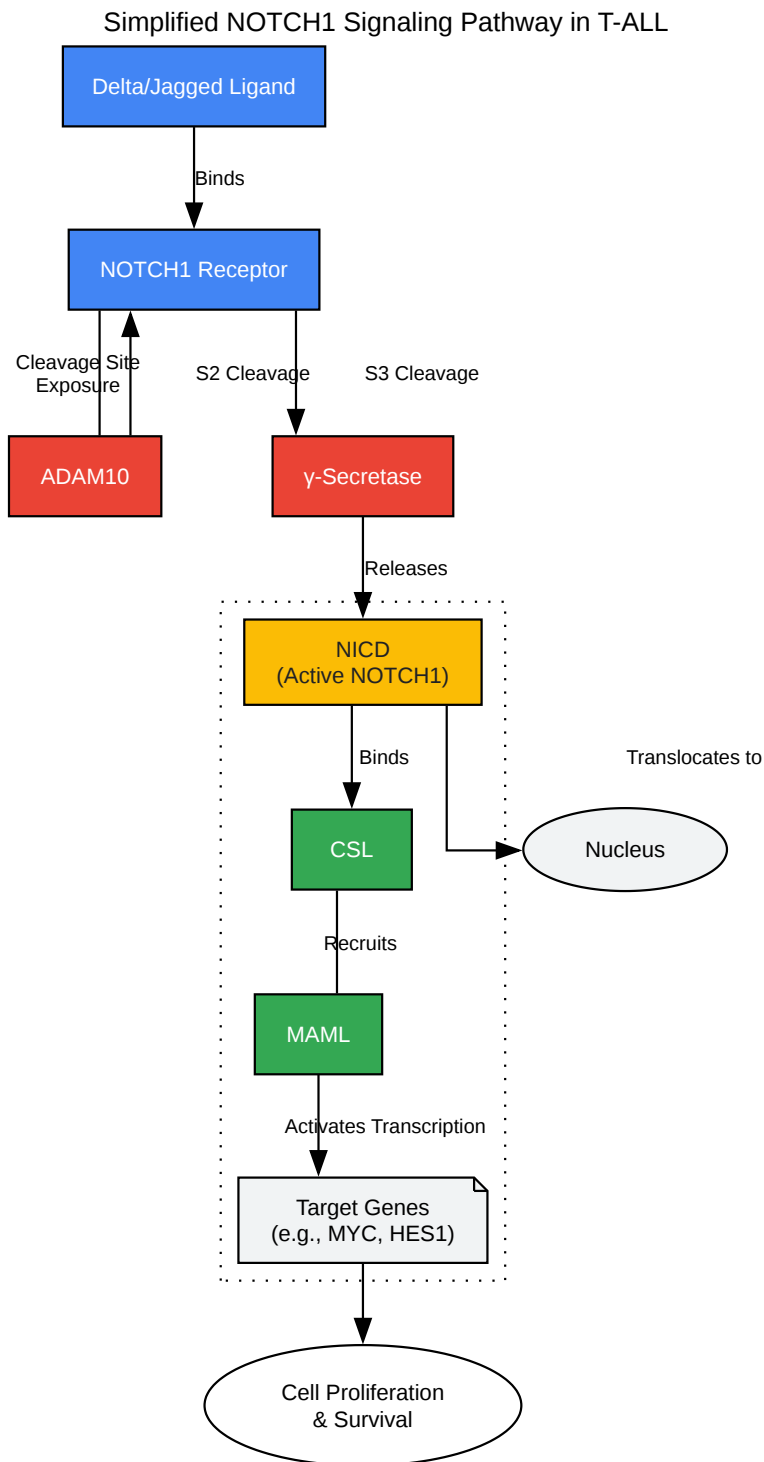 Simplified NOTCH1 Signaling Pathway in T-ALL
Delta/Jagged Ligand
Binds
NOTCH1 Receptor
Cleavage Site
Exposure
S2 Cleavage
S3 Cleavage
ADAM10
γ-Secretase
Releases
NICD
(Active NOTCH1)
Binds
Translocates to
CSL
Nucleus
Recruits
MAML
Activates Transcription
Target Genes
(e.g., MYC, HES1)
Cell Proliferation
& Survival